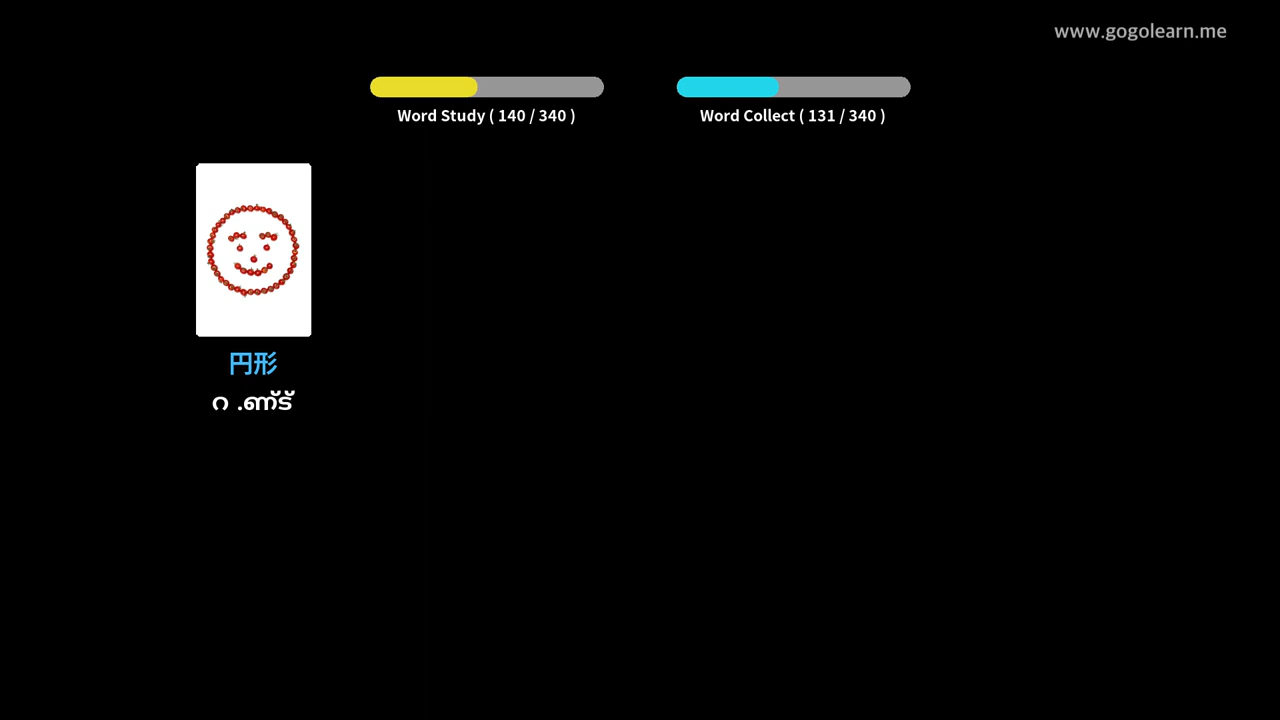 www.gogolearn.me
Word Study ( 140 / 340 )
Word Collect ( 131 / 340 )
円形
റ .ണ്ട്